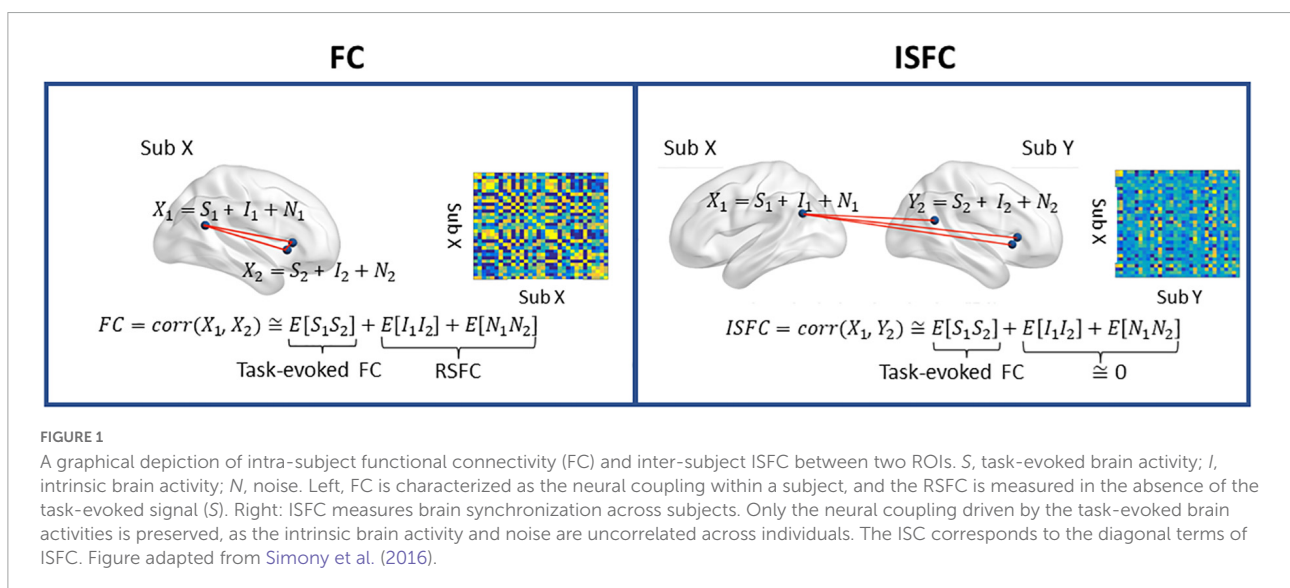 FC
ISFC
Sub X
X₁ = S₁ + I₁ + N₁
X₂ = S₂ + I₂ + N₂
Sub X
Sub X
FC = corr(X₁, X₂) ≅ E[S₁S₂] + E[I₁I₂] + E[N₁N₂]
Task-evoked FC
RSFC
Sub X
Sub Y
X₁ = S₁ + I₁ + N₁
Y₂ = S₂ + I₂ + N₂
Sub X
Sub Y
ISFC = corr(X₁, Y₂) ≅ E[S₁S₂] + E[I₁I₂] + E[N₁N₂]
Task-evoked FC
≅ 0
FIGURE 1
A graphical depiction of intra-subject functional connectivity (FC) and inter-subject ISFC between two ROIs. S, task-evoked brain activity; I,
intrinsic brain activity; N, noise. Left, FC is characterized as the neural coupling within a subject, and the RSFC is measured in the absence of the
task-evoked signal (S). Right: ISFC measures brain synchronization across subjects. Only the neural coupling driven by the task-evoked brain
activities is preserved, as the intrinsic brain activity and noise are uncorrelated across individuals. The ISC corresponds to the diagonal terms of
ISFC. Figure adapted from Simony et al. (2016).